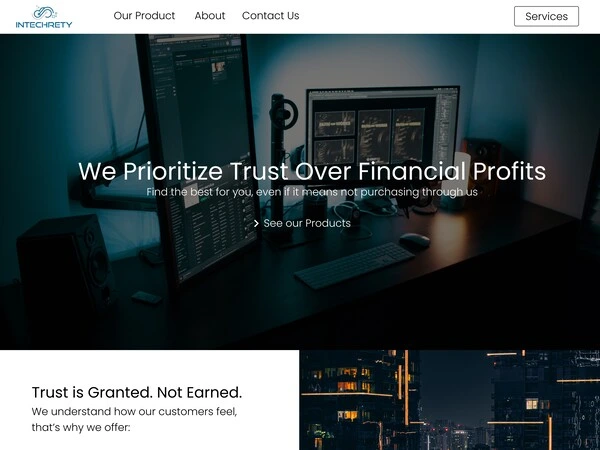 INTECHRETY
Our Product
About
Contact Us
Services
We Prioritize Trust Over Financial Profits
Find the best for you, even if it means not purchasing through us
See our Products
Trust is Granted. Not Earned.
We understand how our customers feel,
that's why we offer: